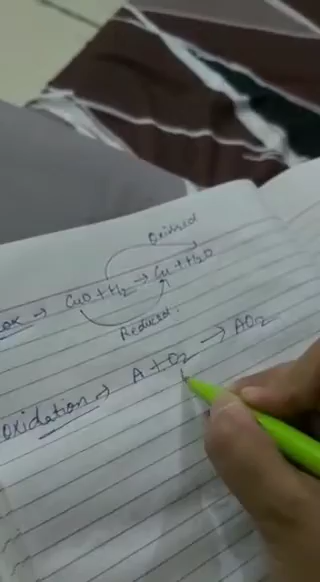 Oxidised
ox → CuO + H2 → Cu + H2O
Reduced.
oxidation → A + O2 → AO2